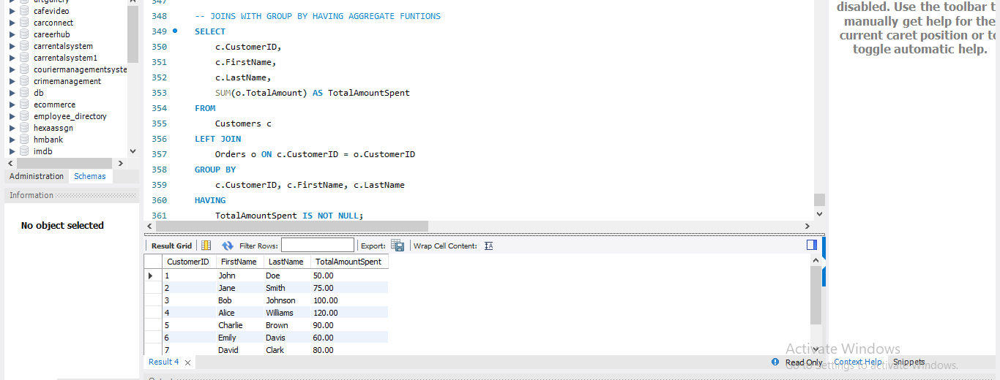 artgallery
cafevideo
carconnect
careerhub
carrentalsystem
carrentalsystem1
couriermanagementsyste
crimemanagement
db
ecommerce
employee_directory
hexaassgn
hmbank
imdb
Administration Schemas
Information
No object selected
347
348 -- JOINS WITH GROUP BY HAVING AGGREGATE FUNTIONS
349 SELECT
350 c.CustomerID,
351 c.FirstName,
352 c.LastName,
353 SUM(o.TotalAmount) AS TotalAmountSpent
354 FROM
355 Customers c
356 LEFT JOIN
357 Orders o ON c.CustomerID = o.CustomerID
358 GROUP BY
359 c.CustomerID, c.FirstName, c.LastName
360 HAVING
361 TotalAmountSpent IS NOT NULL;
Result Grid Filter Rows: Export: Wrap Cell Content:
CustomerID FirstName LastName TotalAmountSpent
1 John Doe 50.00
2 Jane Smith 75.00
3 Bob Johnson 100.00
4 Alice Williams 120.00
5 Charlie Brown 90.00
6 Emily Davis 60.00
7 David Clark 80.00
Result 4
Read Only
disabled. Use the toolbar t
manually get help for the
current caret position or to
toggle automatic help.
Context Help Snippets
Activate Windows
Go to Settings to activate Windows.